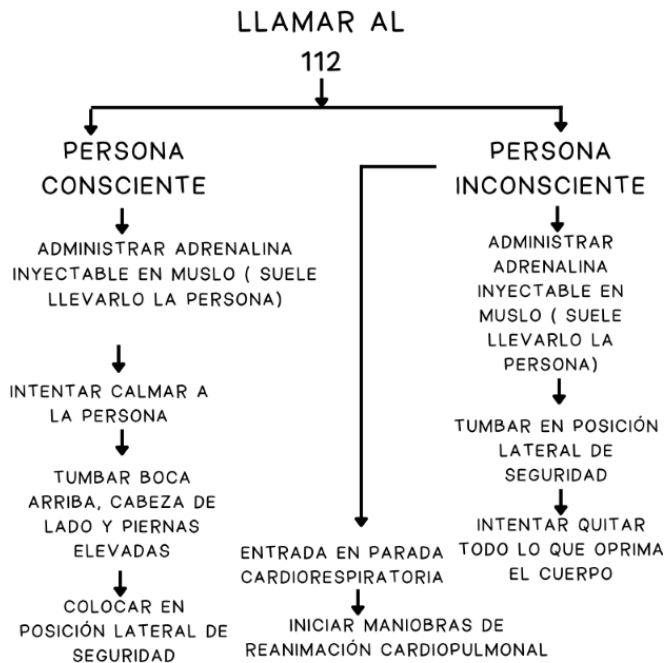 LLAMAR AL
112
PERSONA
CONSCIENTE
ADMINISTRAR ADRENALINA
INYECTABLE EN MUSLO ( SUELE
LLEVARLO LA PERSONA)
INTENTAR CALMAR A
LA PERSONA
TUMBAR BOCA
ARRIBA, CABEZA DE
LADO Y PIERNAS
ELEVADAS
COLOCAR EN
POSICIÓN LATERAL DE
SEGURIDAD
PERSONA
INCONSCIENTE
ADMINISTRAR
ADRENALINA
INYECTABLE EN
MUSLO ( SUELE
LLEVARLO LA
PERSONA)
TUMBAR EN POSICIÓN
LATERAL DE
SEGURIDAD
INTENTAR QUITAR
TODO LO QUE OPRIMA
EL CUERPO
ENTRADA EN PARADA
CARDIORESPIRATORIA
INICIAR MANIOBRAS DE
REANIMACIÓN CARDIOPULMONAL